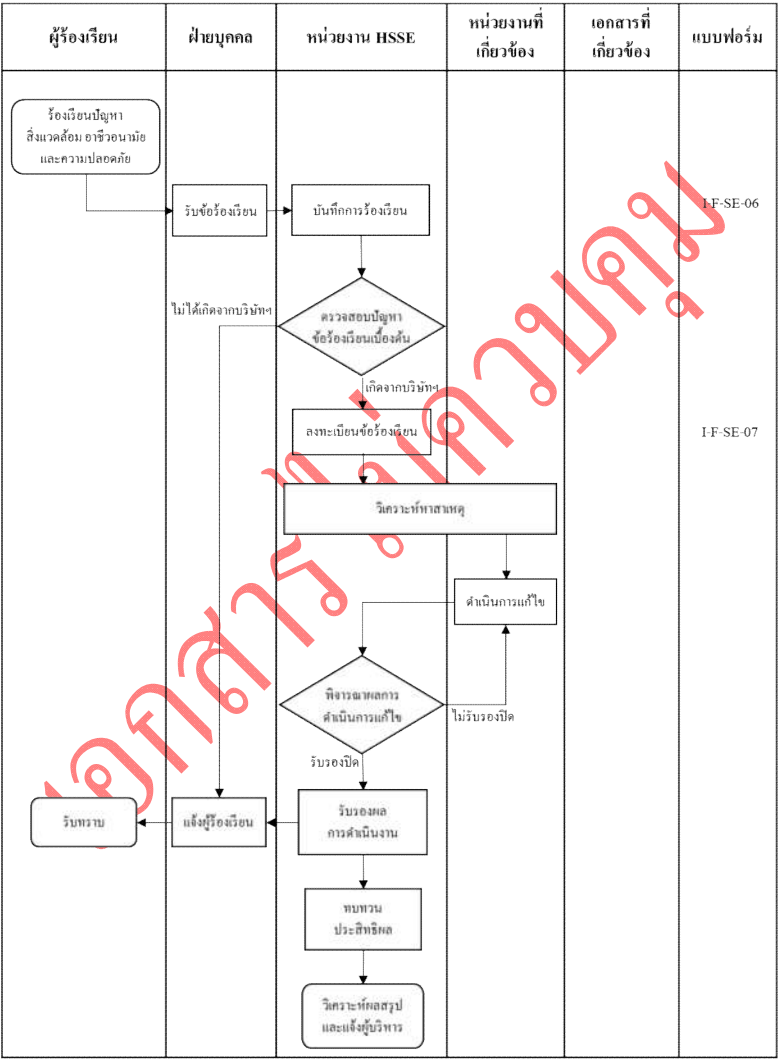 ผู้ร้องเรียน
ฝ่ายบุคคล
หน่วยงาน HSSE
หน่วยงานที่
เกี่ยวข้อง
เอกสารที่
เกี่ยวข้อง
แบบฟอร์ม
ร้องเรียนปัญหา
สิ่งแวดล้อม อาชีวอนามัย
และความปลอดภัย
รับข้อร้องเรียน
บันทึกการร้องเรียน
I-F-SE-06
ไม่ได้เกิดจากบริษัทฯ
ตรวจสอบปัญหา
ข้อร้องเรียนเบื้องต้น
เกิดจากบริษัทฯ
ลงทะเบียนข้อร้องเรียน
I-F-SE-07
วิเคราะห์หาสาเหตุ
ดำเนินการแก้ไข
พิจารณาผลการ
ดำเนินการแก้ไข
ไม่รับรองปิด
รับรองปิด
รับทราบ
แจ้งผู้ร้องเรียน
รับรองผล
การดำเนินงาน
ทบทวน
ประสิทธิผล
วิเคราะห์ผลสรุป
และแจ้งผู้บริหาร